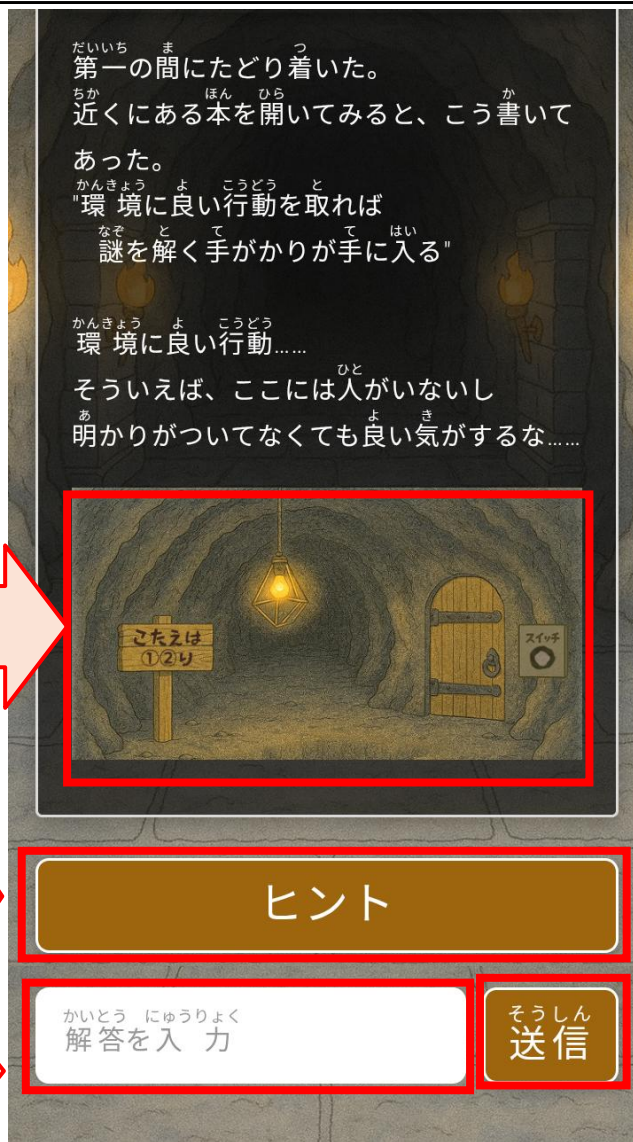 第一の間にたどり着いた。
近くにある本を開いてみると、こう書いて
あった。
"環境に良い行動を取れば
謎を解く手がかりが手に入る"
環境に良い行動……
そういえば、ここには人がいないし
明かりがついてなくても良い気がするな……
こたえは
①②り
スイッチ
ヒント
解答を入力
送信